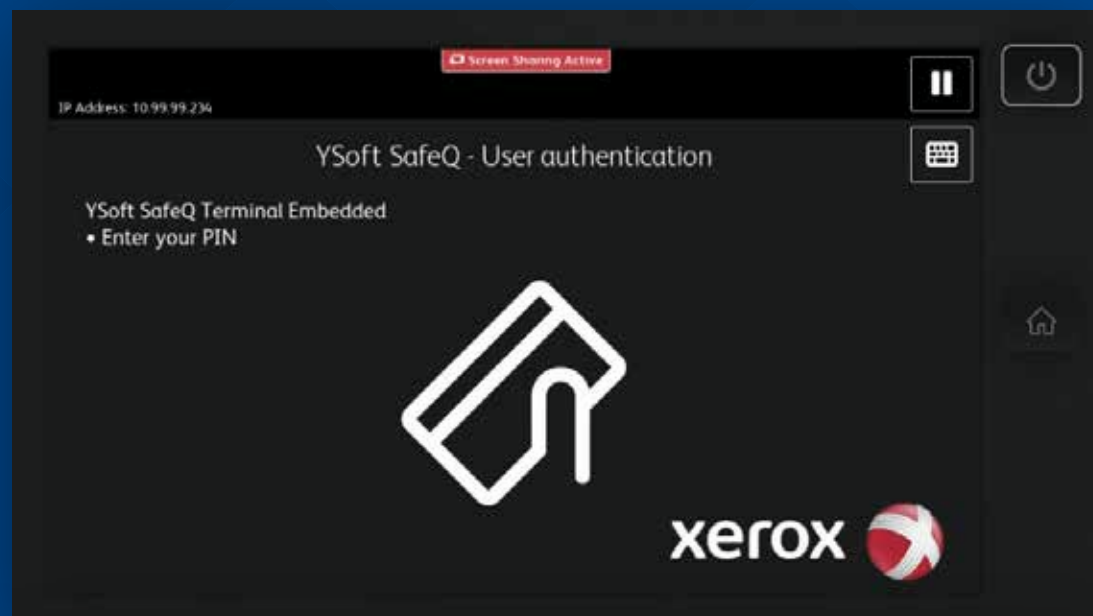 Screen Sharing Active
IP Address: 10.99.99.234
YSoft SafeQ - User authentication
YSoft SafeQ Terminal Embedded
• Enter your PIN
xerox